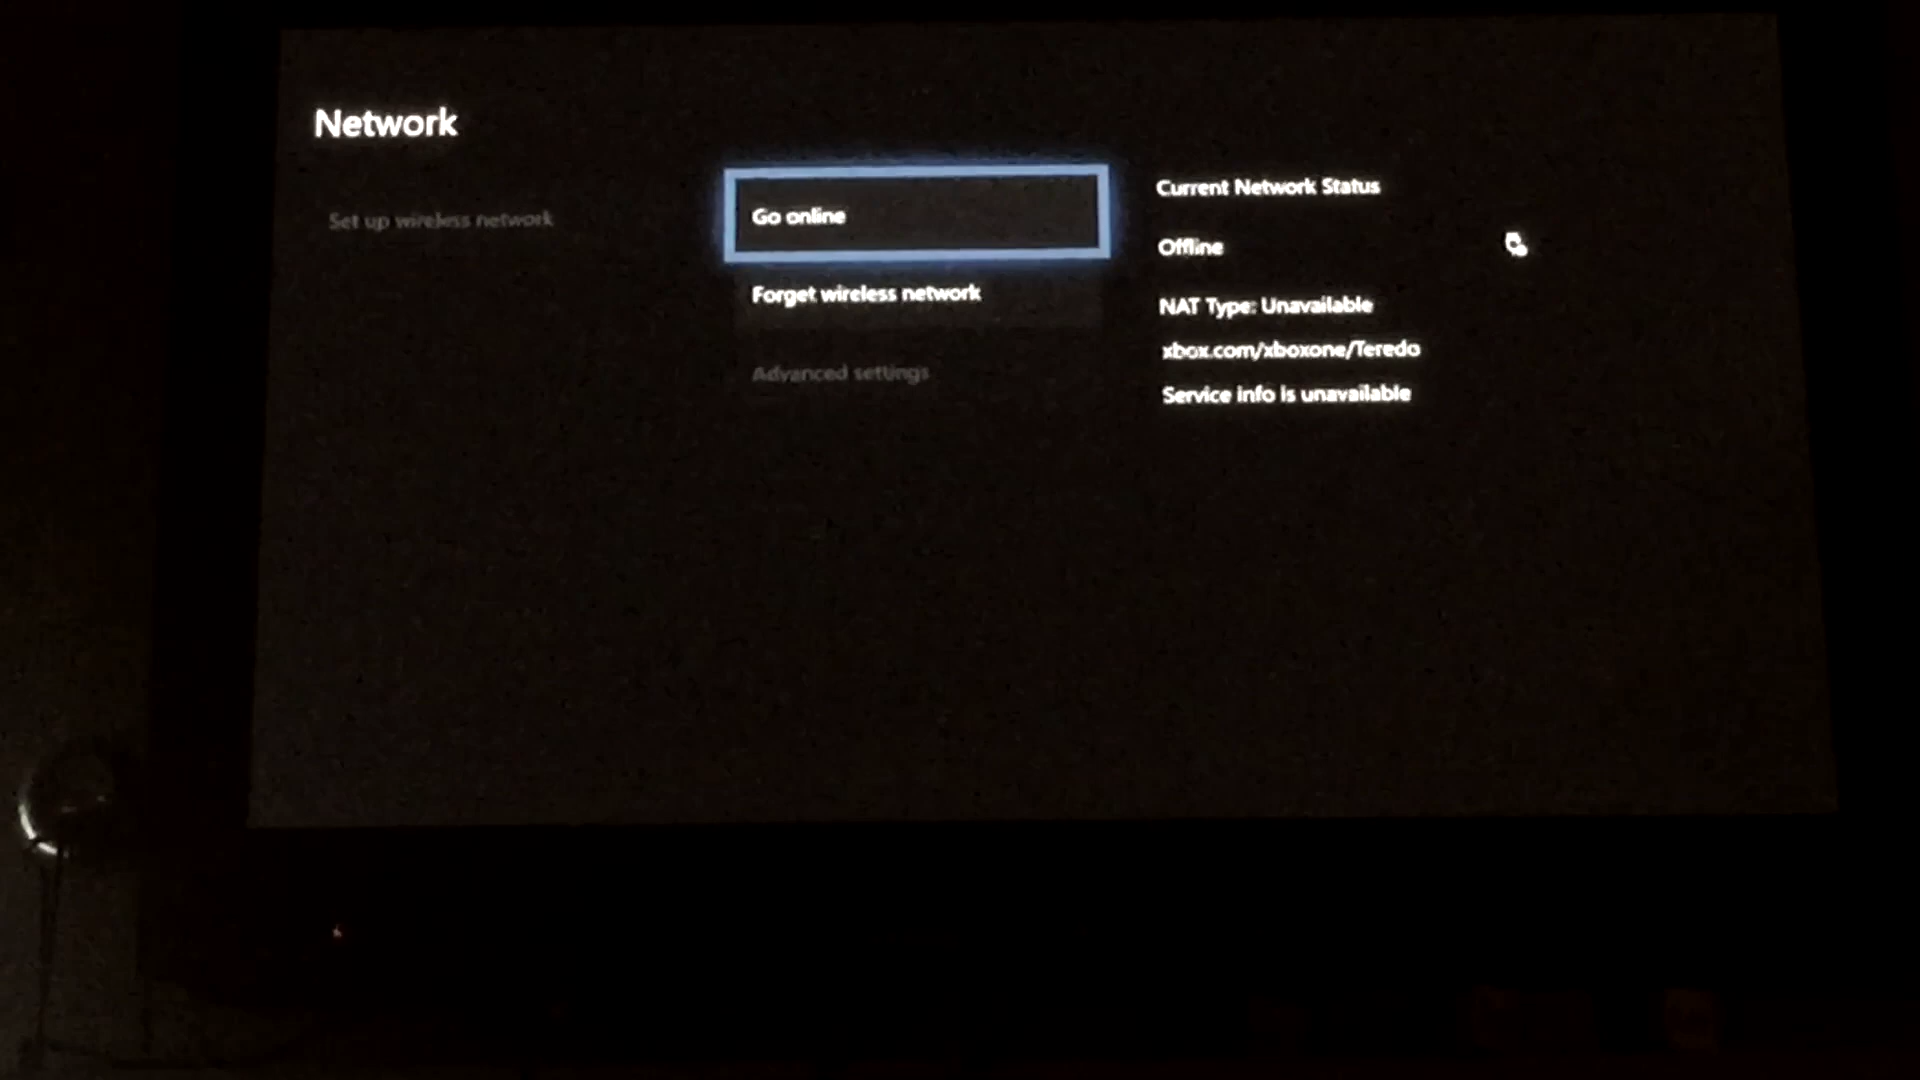 Network
Set up wireless network
Go online
Forget wireless network
Advanced settings
Current Network Status
Offline
NAT Type: Unavailable
xbox.com/xboxone/Teredo
Service info is unavailable